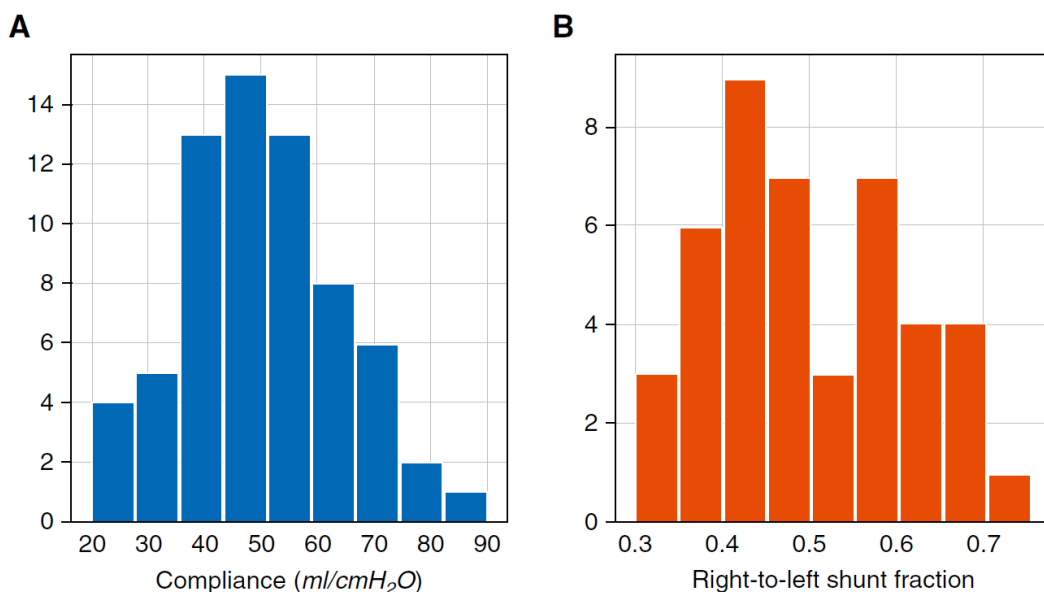 A
14
12
10
8
6
4
2
0
20 30 40 50 60 70 80 90
Compliance (ml/cmH₂O)
B
8
6
4
2
0
0.3 0.4 0.5 0.6 0.7
Right-to-left shunt fraction